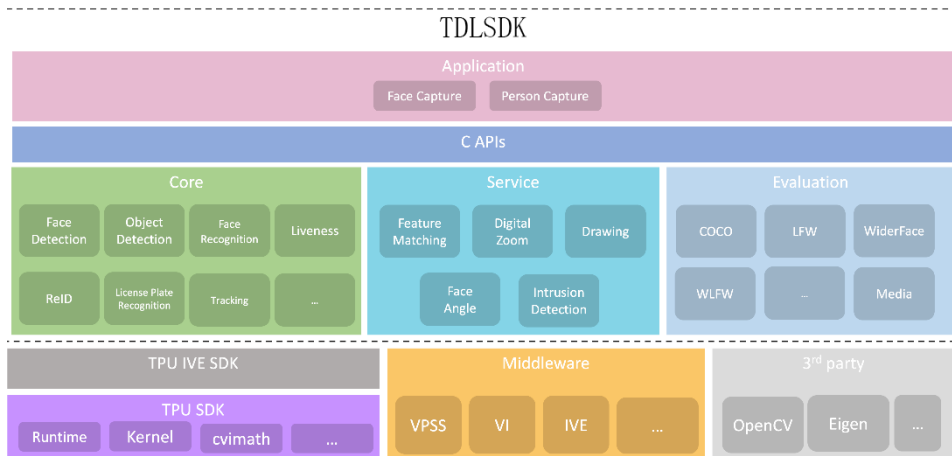 TDLSDK
Application
Face Capture
Person Capture
C APIs
Core
Face
Detection
Object
Detection
Face
Recognition
Liveness
ReID
License Plate
Recognition
Tracking
...
Service
Feature
Matching
Digital
Zoom
Drawing
Face
Angle
Intrusion
Detection
Evaluation
COCO
LFW
WiderFace
WLFW
...
Media
TPU IVE SDK
TPU SDK
Runtime
Kernel
cvimath
...
Middleware
VPSS
VI
IVE
...
3rd party
OpenCV
Eigen
...